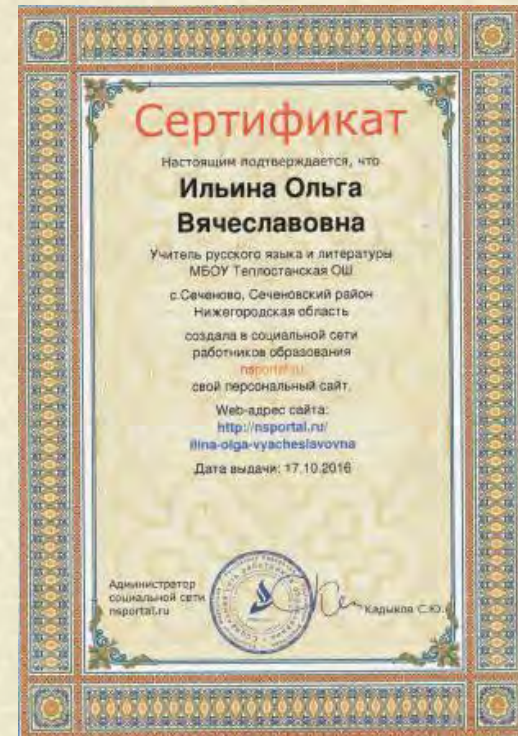 Сертификат
Настоящим подтверждается, что
Ильина Ольга
Вячеславовна
Учитель русского языка и литературы
МБОУ Теплостанская ОШ
с.Сеченово, Сеченовский район
Нижегородская область
создала в социальной сети
работников образования
nsportal.ru
свой персональный сайт.
Web-адрес сайта:
http://nsportal.ru/
ilina-olga-vyacheslavovna
Дата выдачи: 17.10.2016
Администратор
социальной сети
nsportal.ru
Кадыков С.Ю.